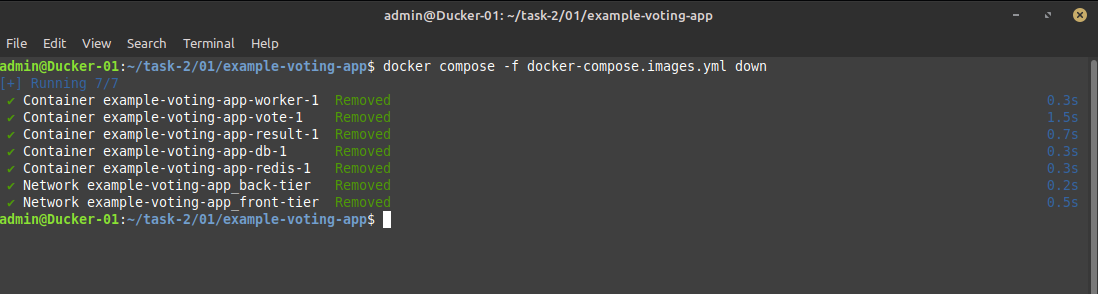 admin@Ducker-01: ~/task-2/01/example-voting-app
File Edit View Search Terminal Help
admin@Ducker-01:~/task-2/01/example-voting-app$ docker compose -f docker-compose.images.yml down
[+] Running 7/7
✔ Container example-voting-app-worker-1 Removed 0.3s
✔ Container example-voting-app-vote-1 Removed 1.5s
✔ Container example-voting-app-result-1 Removed 0.7s
✔ Container example-voting-app-db-1 Removed 0.3s
✔ Container example-voting-app-redis-1 Removed 0.3s
✔ Network example-voting-app_back-tier Removed 0.2s
✔ Network example-voting-app_front-tier Removed 0.5s
admin@Ducker-01:~/task-2/01/example-voting-app$